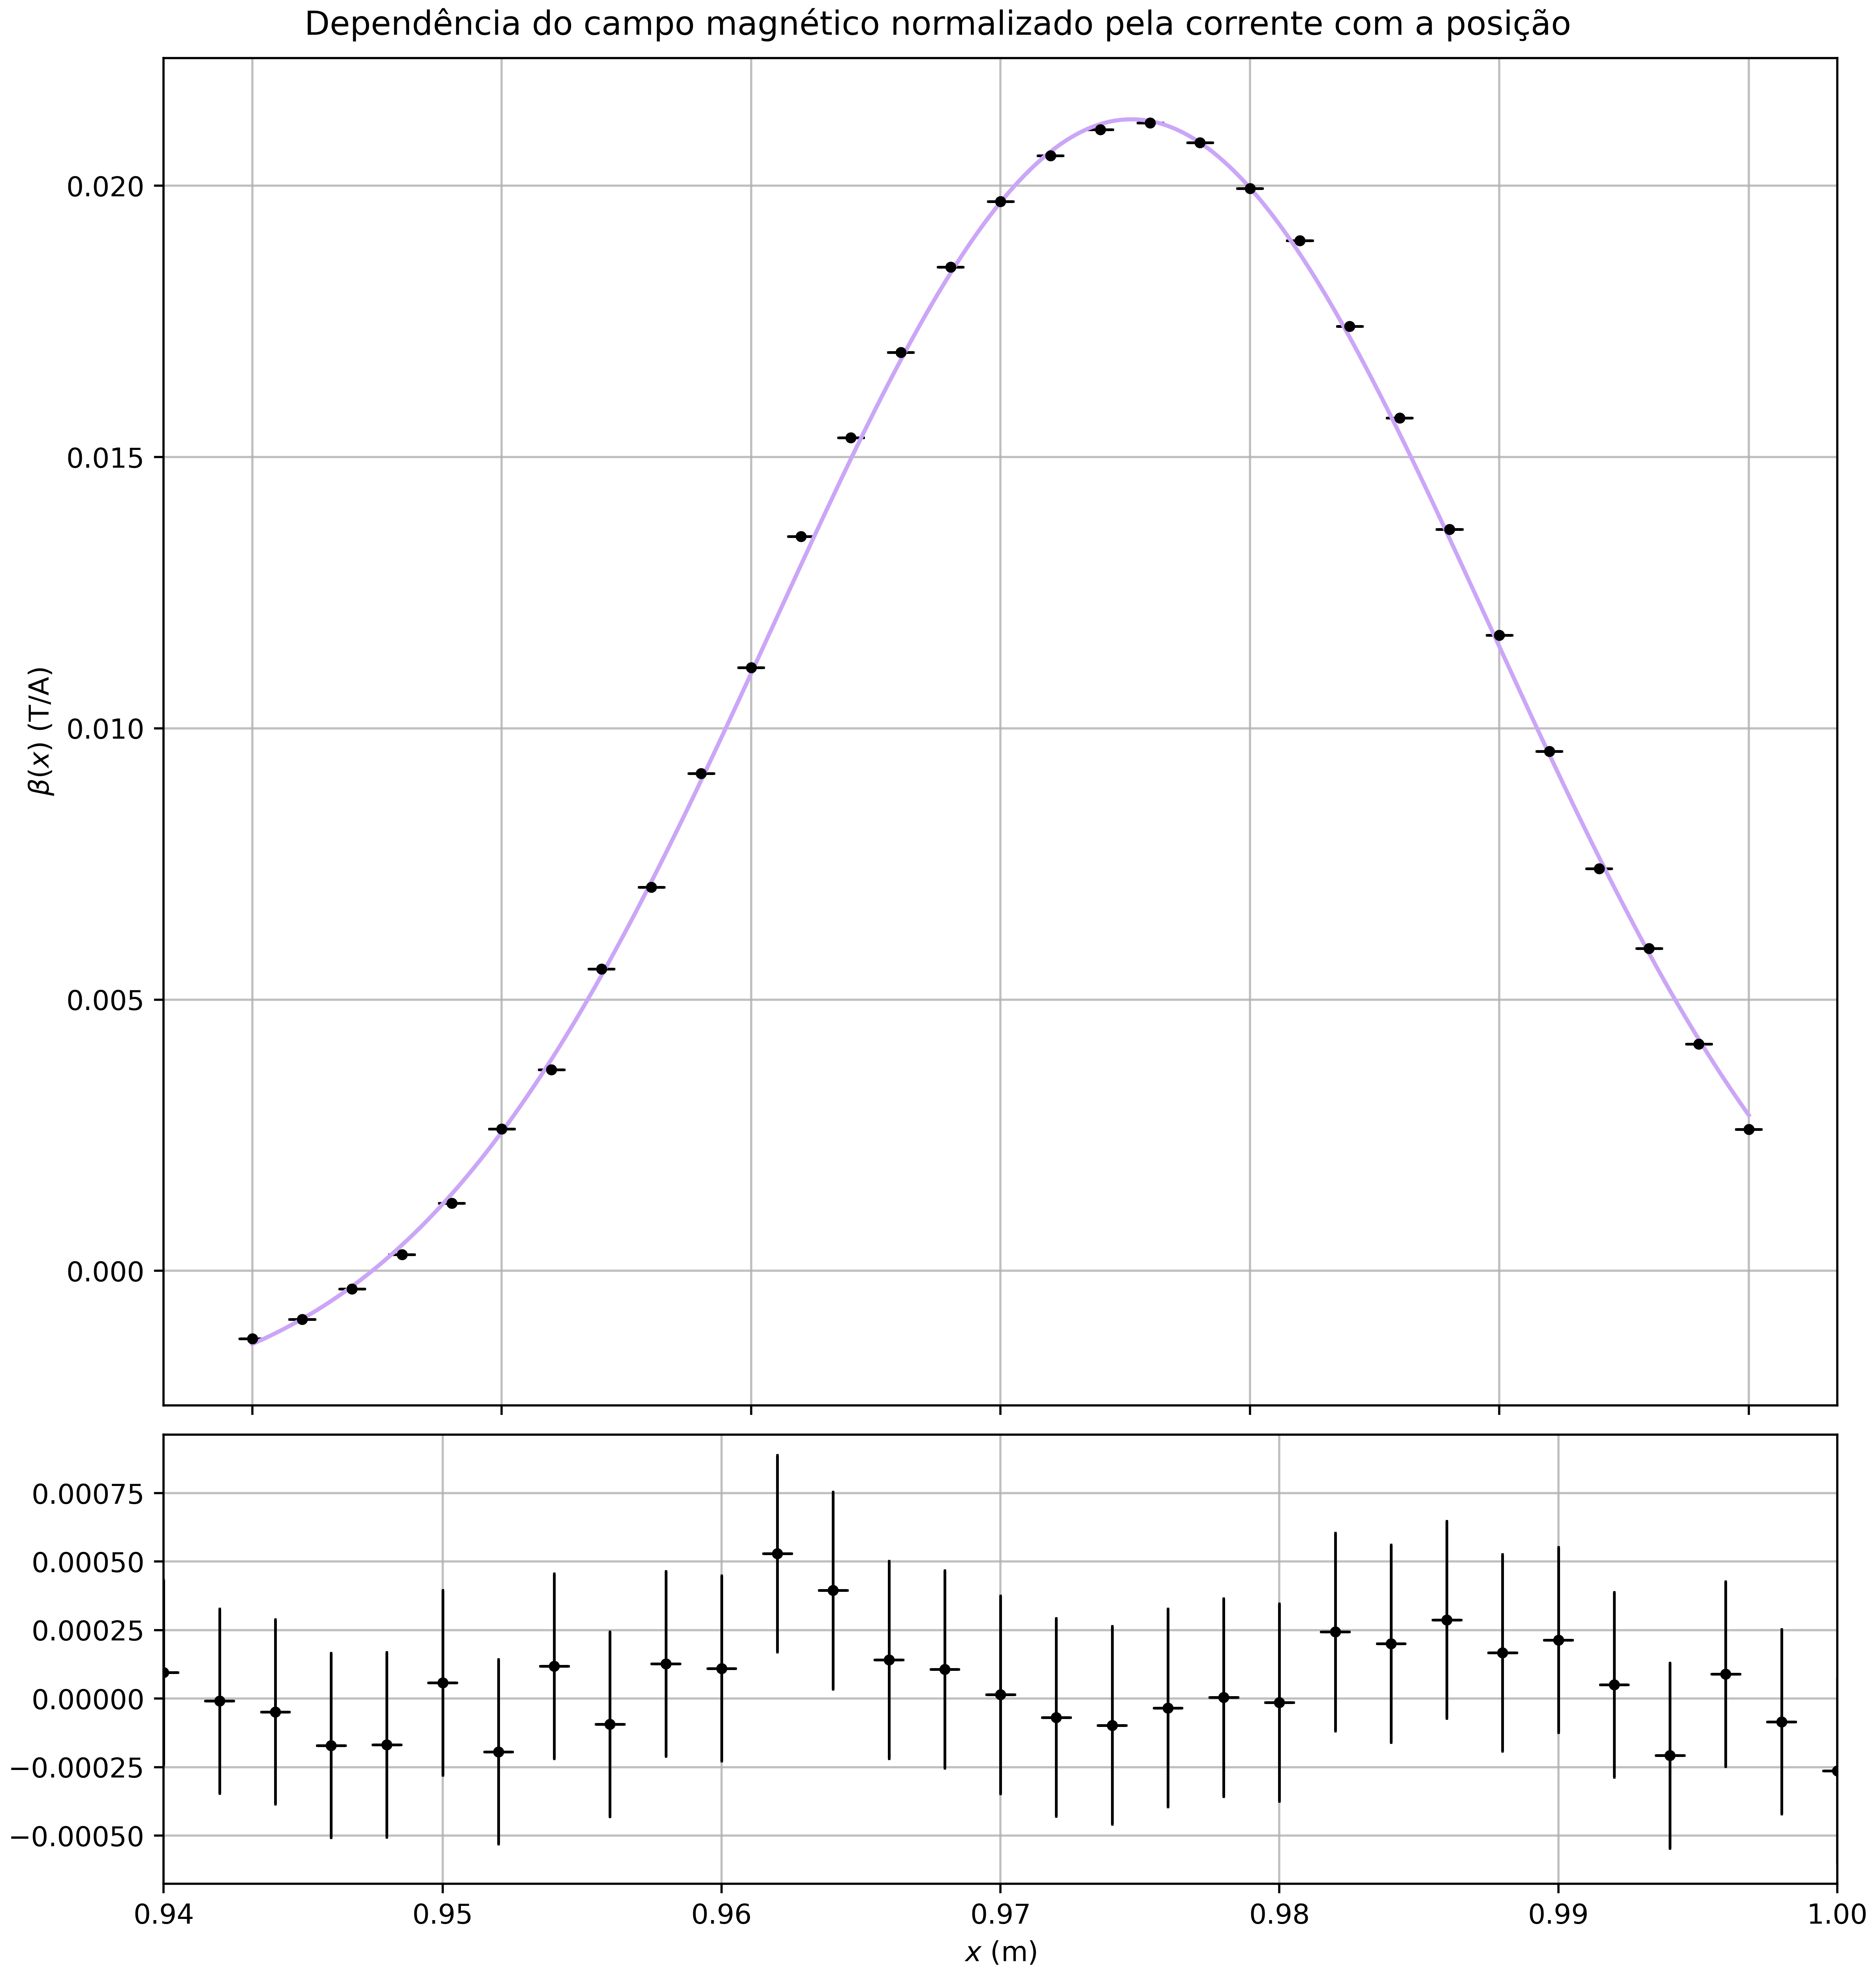 Dependência do campo magnético normalizado pela corrente com a posição
β(x) (T/A)
0.020
0.015
0.010
0.005
0.000
0.00075
0.00050
0.00025
0.00000
−0.00025
−0.00050
0.94 0.95 0.96 0.97 0.98 0.99 1.00
x (m)